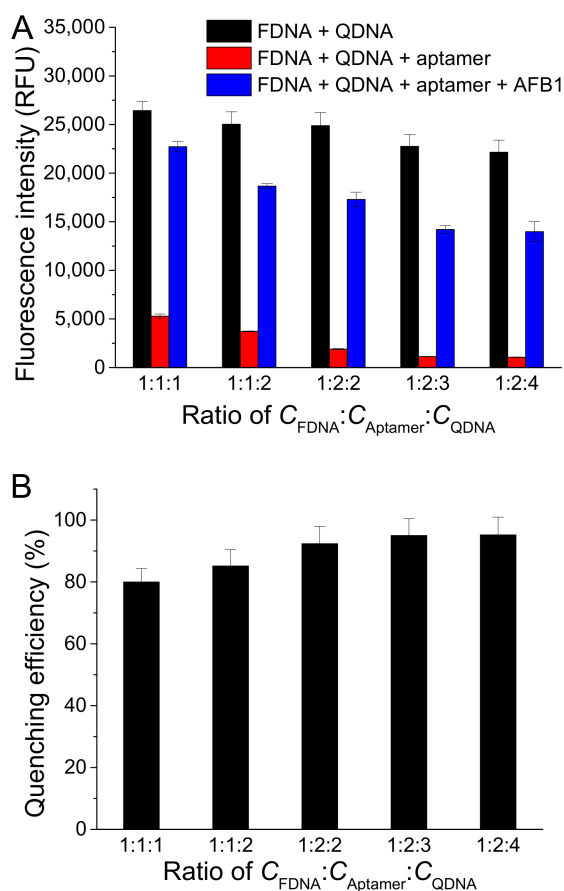 A
FDNA + QDNA
FDNA + QDNA + aptamer
FDNA + QDNA + aptamer + AFB1
Fluorescence intensity (RFU)
35,000
30,000
25,000
20,000
15,000
10,000
5,000
0
1:1:1 1:1:2 1:2:2 1:2:3 1:2:4
Ratio of CFDNA:CAptamer:CQDNA
B
Quenching efficiency (%)
100
80
60
40
20
0
1:1:1 1:1:2 1:2:2 1:2:3 1:2:4
Ratio of CFDNA:CAptamer:CQDNA